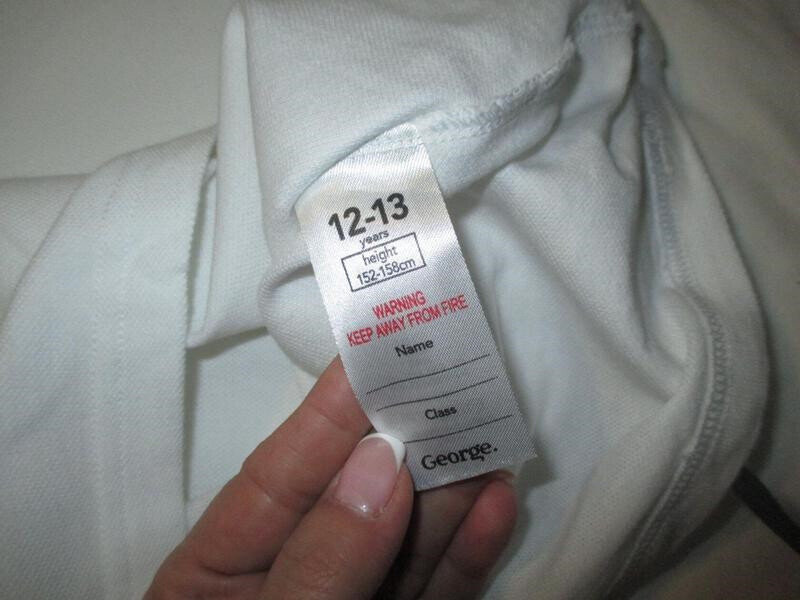 12-13
years
height
152-158cm
WARNING
KEEP AWAY FROM FIRE
Name
Class
George.